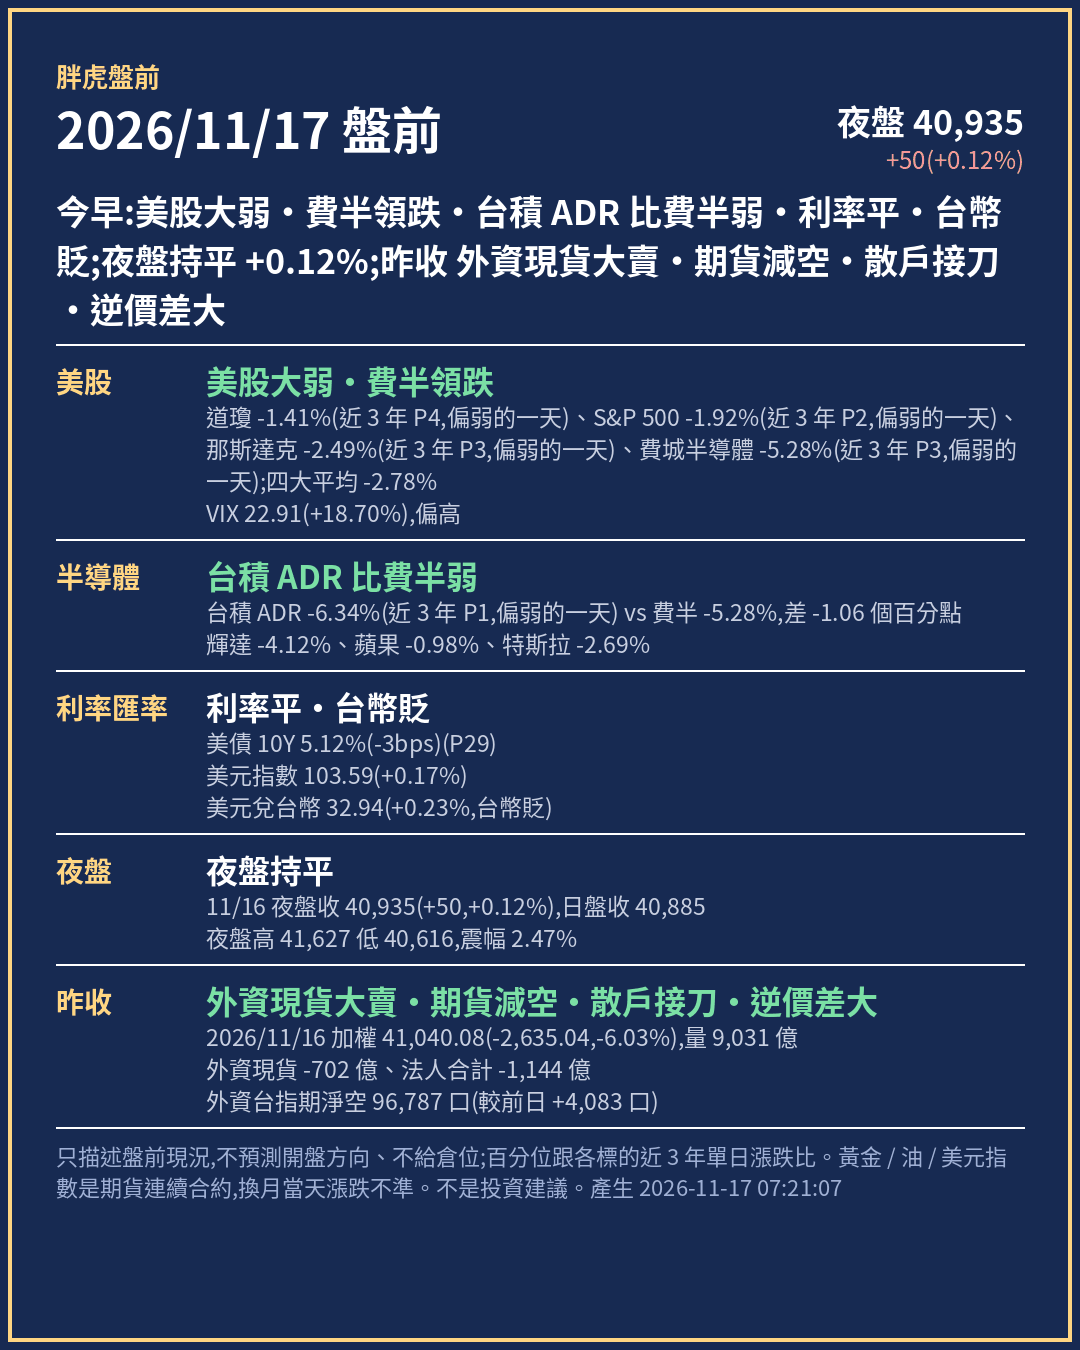 胖虎盤前
2026/11/17 盤前
夜盤 40,935
+50(+0.12%)
今早:美股大弱・費半領跌・台積 ADR 比費半弱・利率平・台幣
貶;夜盤持平 +0.12%;昨收 外資現貨大賣・期貨減空・散戶接刀
・逆價差大
美股
美股大弱・費半領跌
道瓊 -1.41%(近 3 年 P4,偏弱的一天)、S&P 500 -1.92%(近 3 年 P2,偏弱的一天)、
那斯達克 -2.49%(近 3 年 P3,偏弱的一天)、費城半導體 -5.28%(近 3 年 P3,偏弱的
一天);四大平均 -2.78%
VIX 22.91(+18.70%),偏高
半導體
台積 ADR 比費半弱
台積 ADR -6.34%(近 3 年 P1,偏弱的一天) vs 費半 -5.28%,差 -1.06 個百分點
輝達 -4.12%、蘋果 -0.98%、特斯拉 -2.69%
利率匯率
利率平・台幣貶
美債 10Y 5.12%(-3bps)(P29)
美元指數 103.59(+0.17%)
美元兌台幣 32.94(+0.23%,台幣貶)
夜盤
夜盤持平
11/16 夜盤收 40,935(+50,+0.12%),日盤收 40,885
夜盤高 41,627 低 40,616,震幅 2.47%
昨收
外資現貨大賣・期貨減空・散戶接刀・逆價差大
2026/11/16 加權 41,040.08(-2,635.04,-6.03%),量 9,031 億
外資現貨 -702 億、法人合計 -1,144 億
外資台指期淨空 96,787 口(較前日 +4,083 口)
只描述盤前現況,不預測開盤方向、不給倉位;百分位跟各標的近 3 年單日漲跌比。黃金 / 油 / 美元指
數是期貨連續合約,換月當天漲跌不準。不是投資建議。產生 2026-11-17 07:21:07